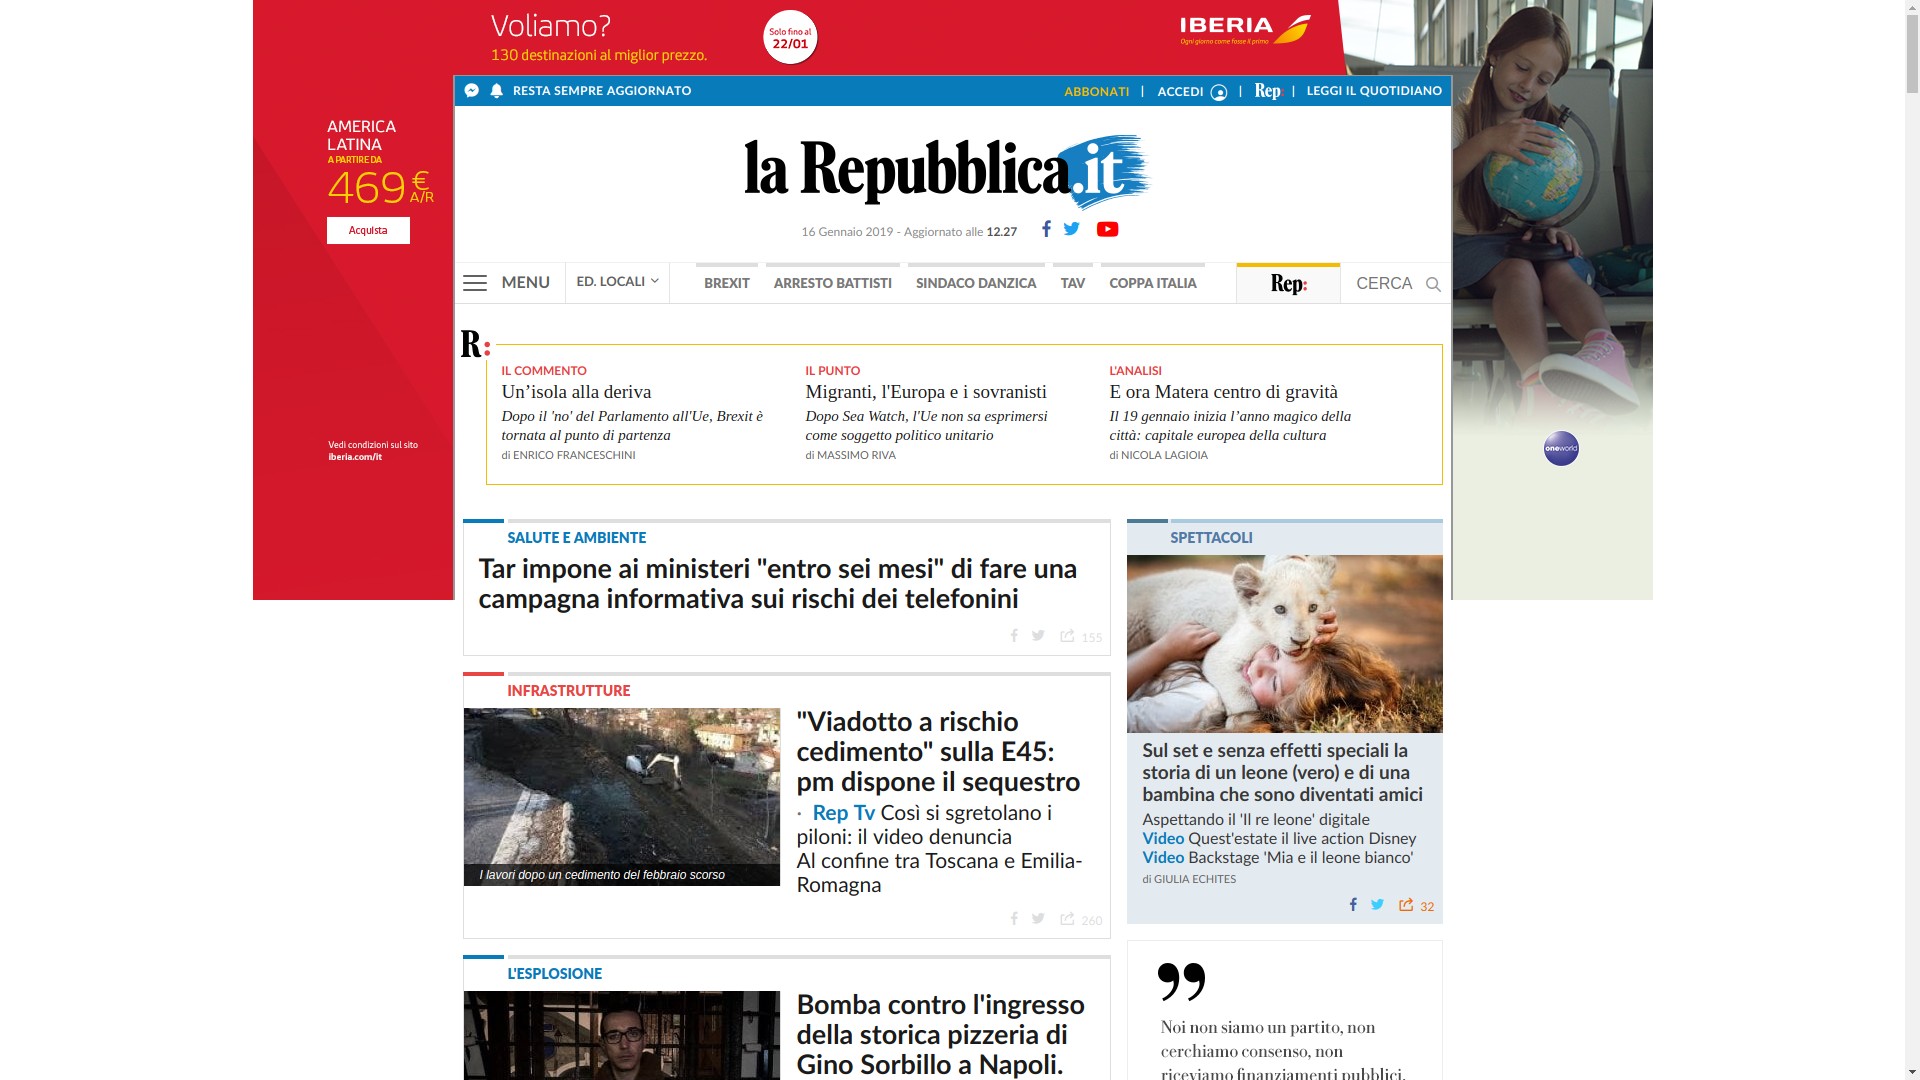 Voliamo?
130 destinazioni al miglior prezzo.
Solo fino al
22/01
IBERIA
Ogni giorno come fosse il primo
RESTA SEMPRE AGGIORNATO
ABBONATI | ACCEDI | Rep: | LEGGI IL QUOTIDIANO
AMERICA
LATINA
A PARTIRE DA
469 €
A/R
Acquista
Vedi condizioni sul sito
iberia.com/it
la Repubblica.it
16 Gennaio 2019 - Aggiornato alle 12.27
MENU
ED. LOCALI
BREXIT
ARRESTO BATTISTI
SINDACO DANZICA
TAV
COPPA ITALIA
Rep:
CERCA
R:
IL COMMENTO
Un’isola alla deriva
Dopo il 'no' del Parlamento all'Ue, Brexit è
tornata al punto di partenza
di ENRICO FRANCESCHINI
IL PUNTO
Migranti, l'Europa e i sovranisti
Dopo Sea Watch, l'Ue non sa esprimersi
come soggetto politico unitario
di MASSIMO RIVA
L'ANALISI
E ora Matera centro di gravità
Il 19 gennaio inizia l’anno magico della
città: capitale europea della cultura
di NICOLA LAGIOIA
oneworld
SALUTE E AMBIENTE
Tar impone ai ministeri "entro sei mesi" di fare una
campagna informativa sui rischi dei telefonini
155
INFRASTRUTTURE
I lavori dopo un cedimento del febbraio scorso
"Viadotto a rischio
cedimento" sulla E45:
pm dispone il sequestro
· Rep Tv Così si sgretolano i
piloni: il video denuncia
Al confine tra Toscana e Emilia-
Romagna
260
L'ESPLOSIONE
Bomba contro l'ingresso
della storica pizzeria di
Gino Sorbillo a Napoli.
SPETTACOLI
Sul set e senza effetti speciali la
storia di un leone (vero) e di una
bambina che sono diventati amici
Aspettando il 'Il re leone' digitale
Video Quest'estate il live action Disney
Video Backstage 'Mia e il leone bianco'
di GIULIA ECHITES
32
”
Noi non siamo un partito, non
cerchiamo consenso, non
riceviamo finanziamenti pubblici,